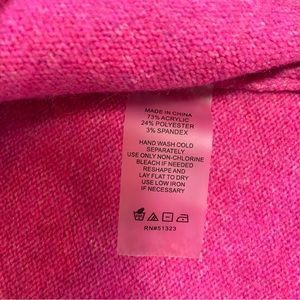 MADE IN CHINA
73% ACRYLIC
24% POLYESTER
3% SPANDEX
HAND WASH COLD
SEPARATELY
USE ONLY NON-CHLORINE
BLEACH IF NEEDED
RESHAPE AND
LAY FLAT TO DRY
USE LOW IRON
IF NECESSARY
RN#51323